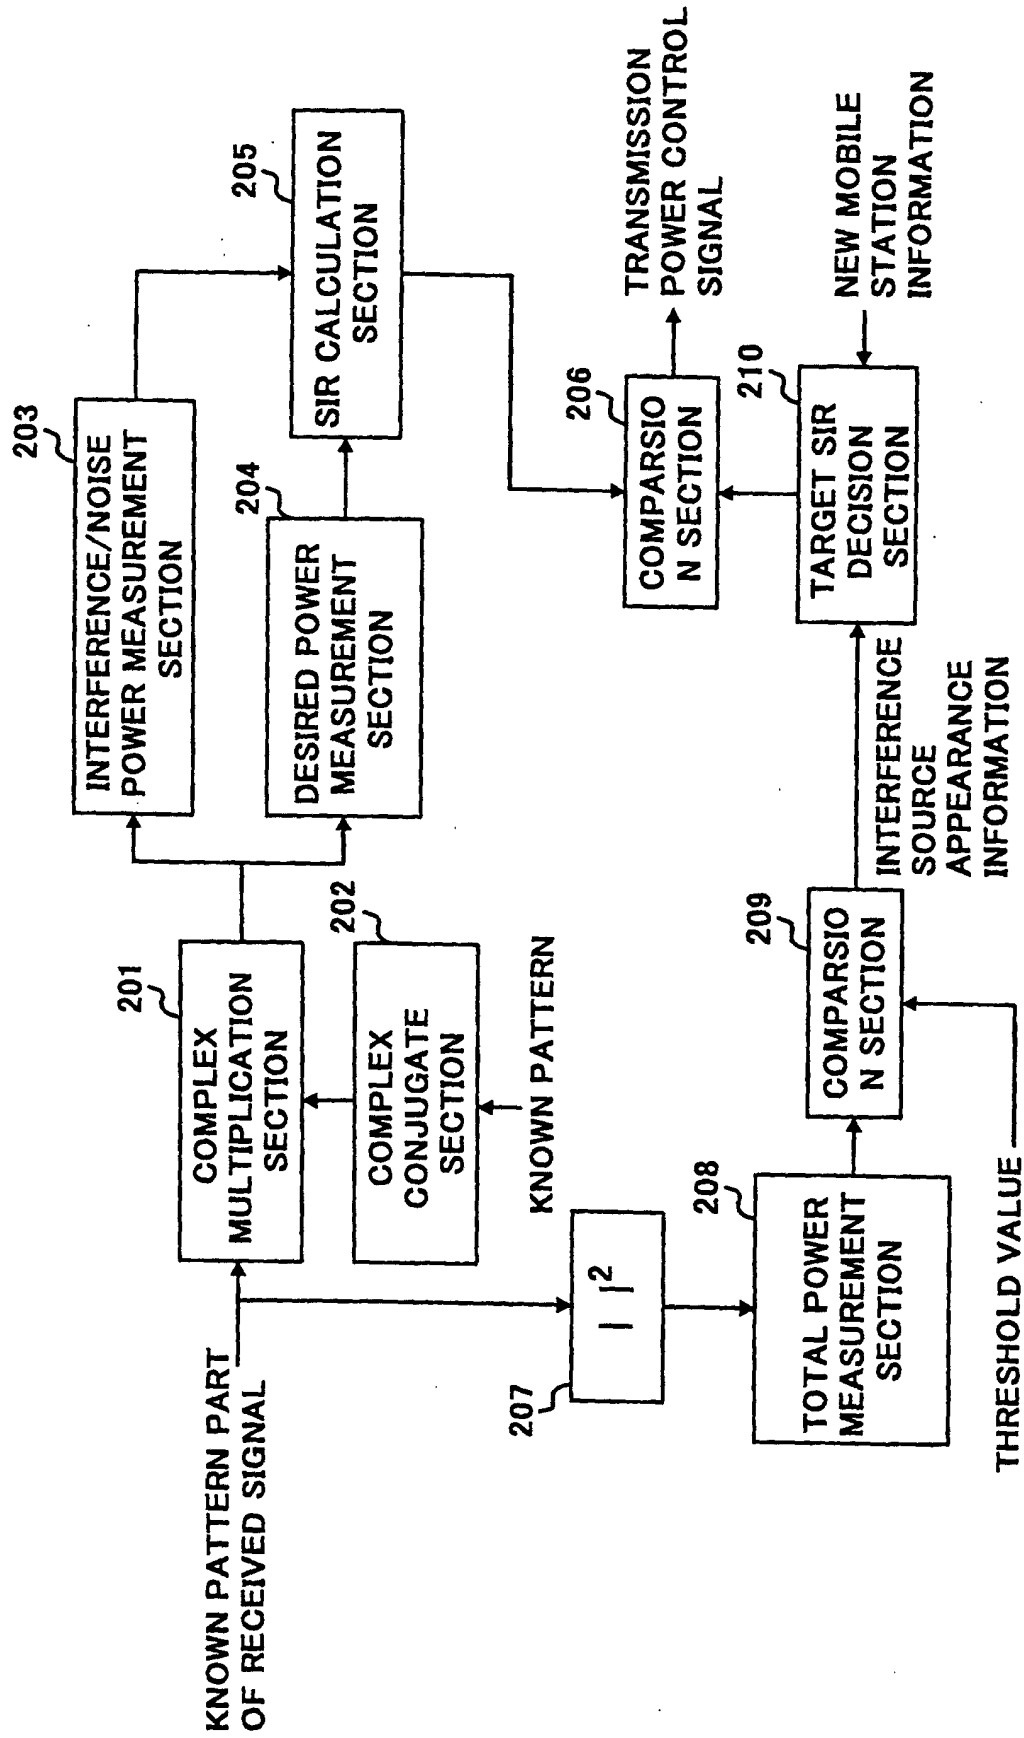 203
INTERFERENCE/NOISE
POWER MEASUREMENT
SECTION
201
COMPLEX
MULTIPLICATION
SECTION
204
DESIRED POWER
MEASUREMENT
SECTION
205
SIR CALCULATION
SECTION
KNOWN PATTERN PART
OF RECEIVED SIGNAL
202
COMPLEX
CONJUGATE
SECTION
KNOWN PATTERN
207
| |2
206
COMPARSIO
N SECTION
TRANSMISSION
POWER CONTROL
SIGNAL
208
TOTAL POWER
MEASUREMENT
SECTION
209
COMPARSIO
N SECTION
THRESHOLD VALUE
INTERFERENCE
SOURCE
APPEARANCE
INFORMATION
210
TARGET SIR
DECISION
SECTION
NEW MOBILE
STATION
INFORMATION